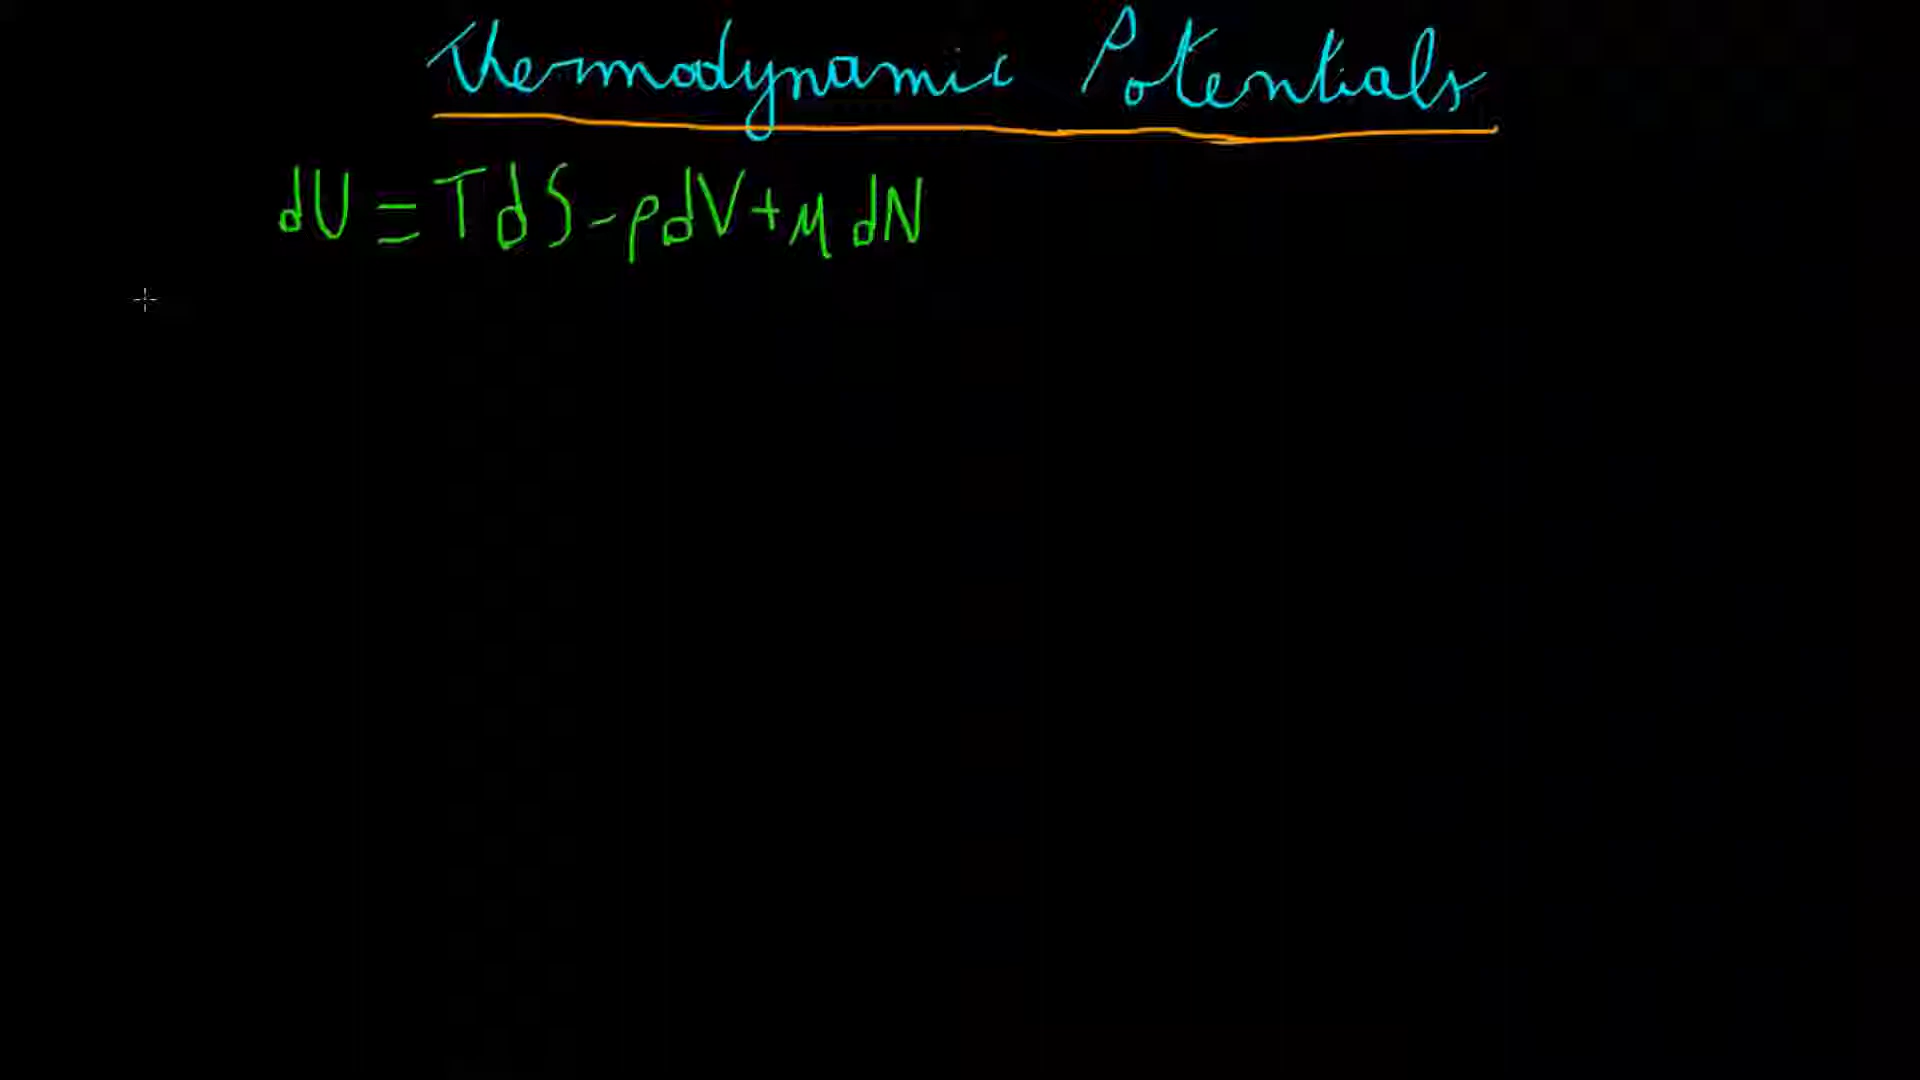 Thermodynamic Potentials
dU = TdS - pdV + μdN